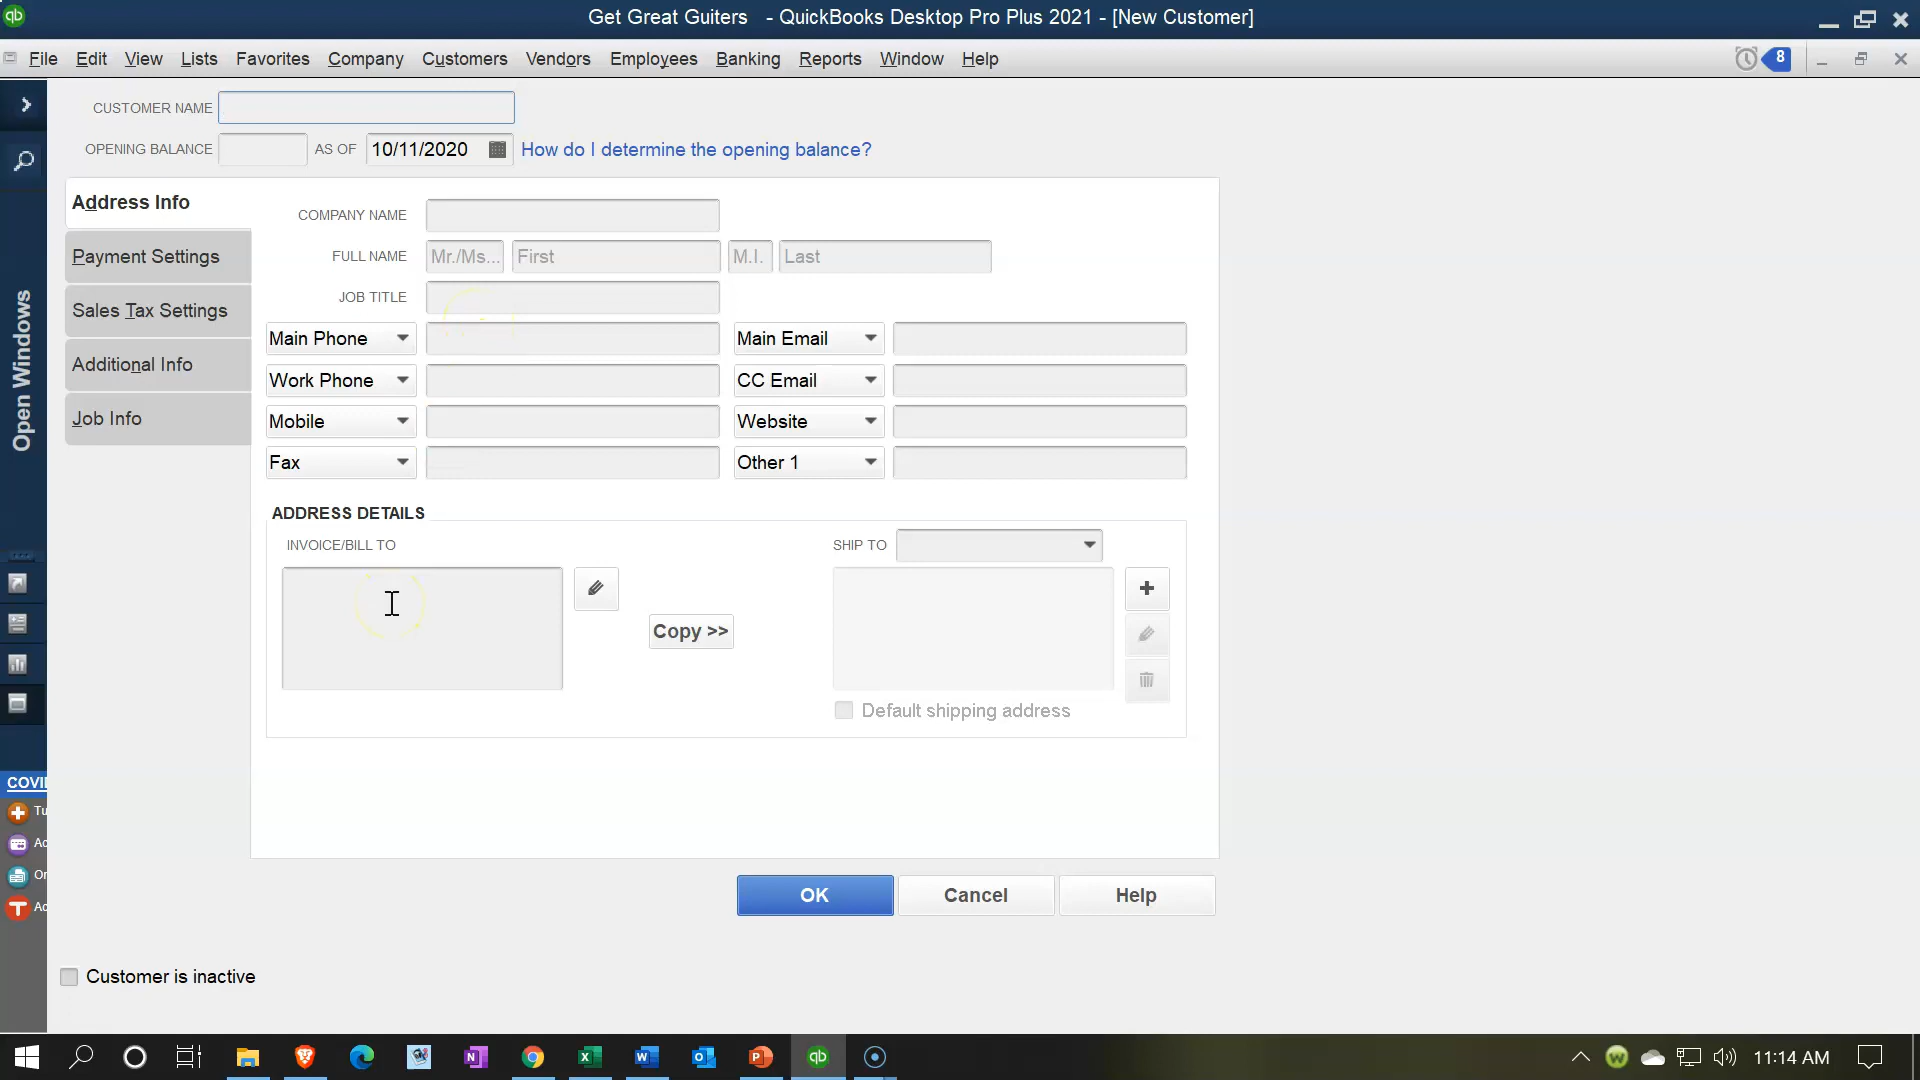 qb Get Great Guiters - QuickBooks Desktop Pro Plus 2021 - [New Customer]
File Edit View Lists Favorites Company Customers Vendors Employees Banking Reports Window Help 8
CUSTOMER NAME
OPENING BALANCE AS OF 10/11/2020 How do I determine the opening balance?
Open Windows
Address Info
Payment Settings
Sales Tax Settings
Additional Info
Job Info
COMPANY NAME
FULL NAME Mr./Ms... First M.I. Last
JOB TITLE
Main Phone Main Email
Work Phone CC Email
Mobile Website
Fax Other 1
ADDRESS DETAILS
INVOICE/BILL TO SHIP TO
Copy >>
Default shipping address
COVI
Tu
Ac
Or
Ac
OK Cancel Help
Customer is inactive
11:14 AM